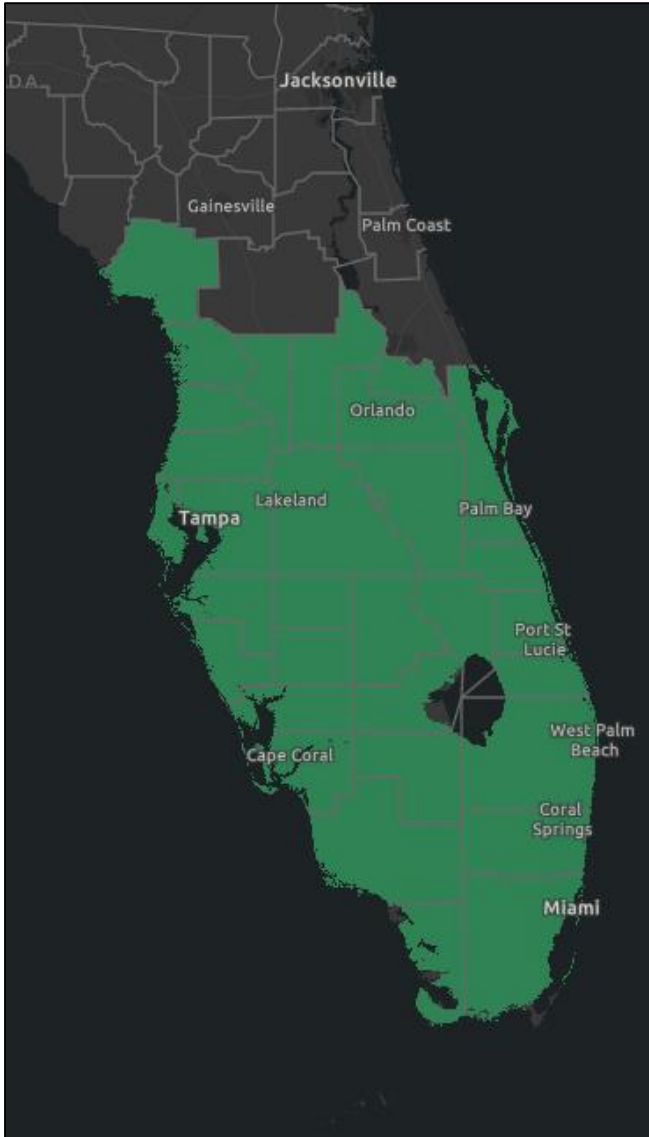 D.A.
Jacksonville
Gainesville
Palm Coast
Orlando
Lakeland
Palm Bay
Tampa
Port St
Lucie
West Palm
Beach
Cape Coral
Coral
Springs
Miami